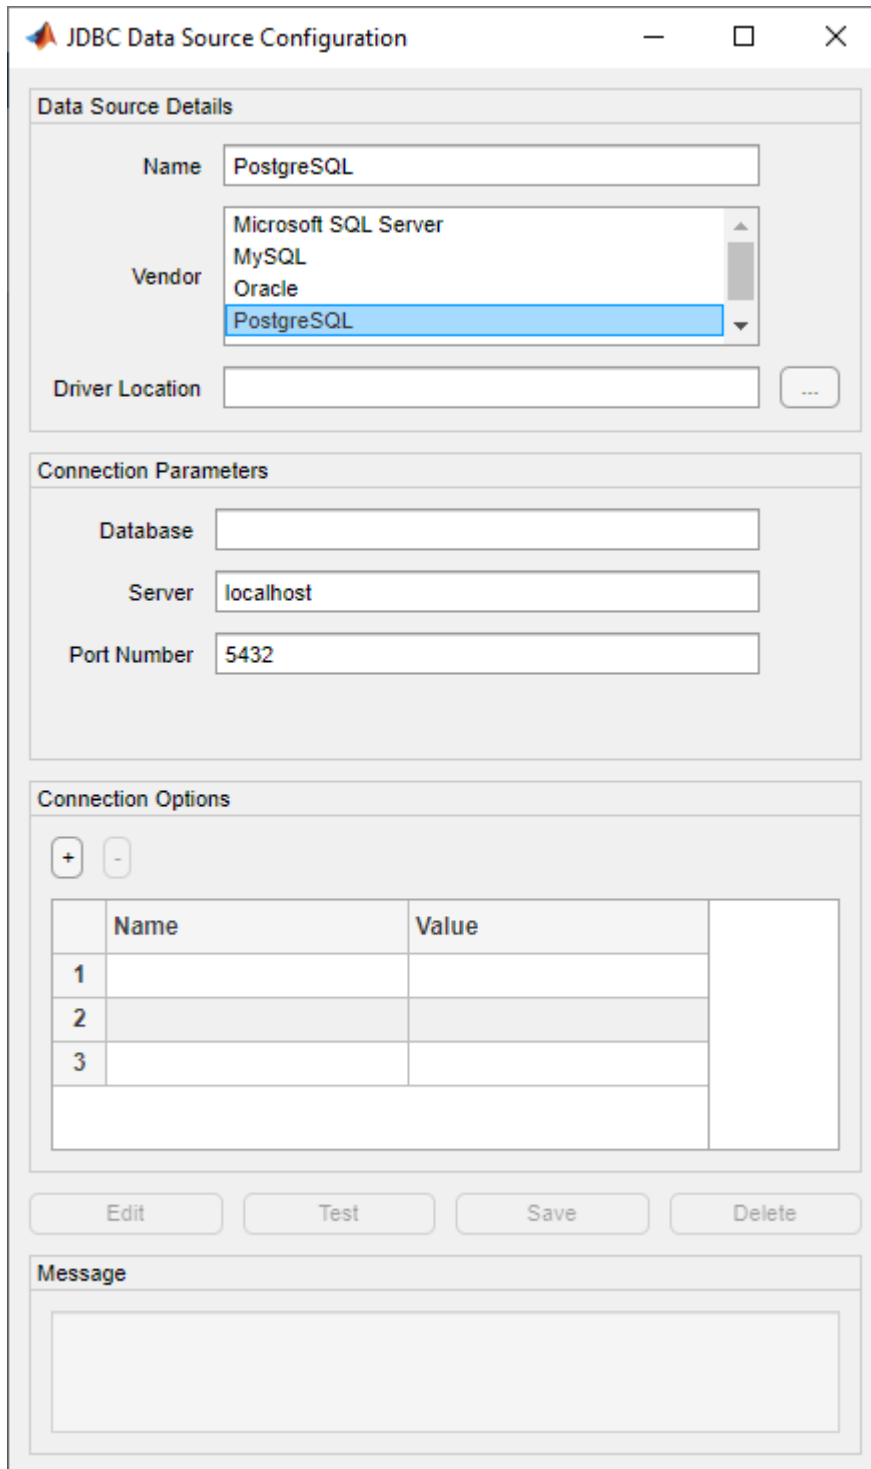 JDBC Data Source Configuration
Data Source Details
Name PostgreSQL
Vendor
Microsoft SQL Server
MySQL
Oracle
PostgreSQL
Driver Location ...
Connection Parameters
Database
Server localhost
Port Number 5432
Connection Options
+ -
Name Value
1
2
3
Edit Test Save Delete
Message